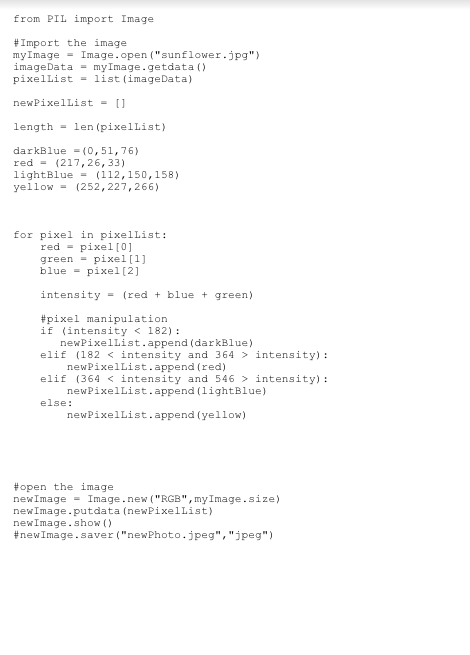 from PIL import Image
#Import the image
myImage = Image.open("sunflower.jpg")
imageData = myImage.getdata()
pixelList = list(imageData)
newPixelList = []
length = len(pixelList)
darkBlue =(0,51,76)
red = (217,26,33)
lightBlue = (112,150,158)
yellow = (252,227,266)
for pixel in pixelList:
    red = pixel[0]
    green = pixel[1]
    blue = pixel[2]
    intensity = (red + blue + green)
    #pixel manipulation
    if (intensity < 182):
       newPixelList.append(darkBlue)
    elif (182 < intensity and 364 > intensity):
        newPixelList.append(red)
    elif (364 < intensity and 546 > intensity):
        newPixelList.append(lightBlue)
    else:
        newPixelList.append(yellow)
#open the image
newImage = Image.new("RGB",myImage.size)
newImage.putdata(newPixelList)
newImage.show()
#newImage.saver("newPhoto.jpeg","jpeg")